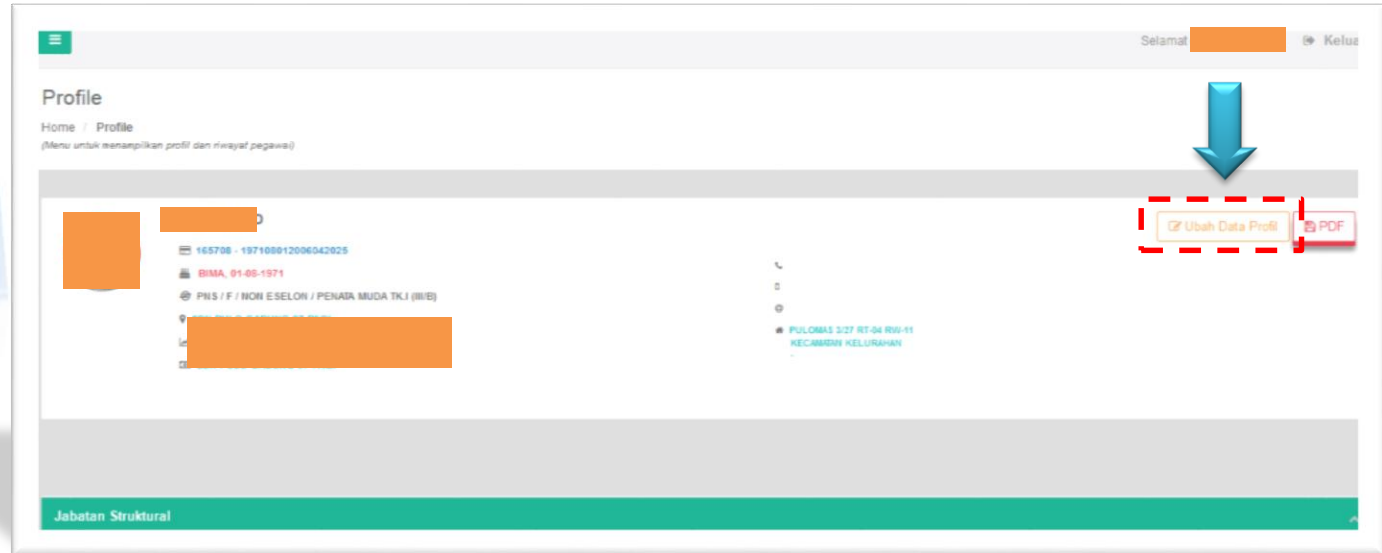 Selamat
Kelua
Profile
Home / Profile
(Menu untuk menampilkan profil dan riwayat pegawai)
Ubah Data Profil
PDF
165708 - 197108012006042025
BIMA, 01-08-1971
PNS / F / NON ESELON / PENATA MUDA TK.I (III/B)
PULOMAS 3/27 RT-04 RW-11
KECAMATAN KELURAHAN
Jabatan Struktural